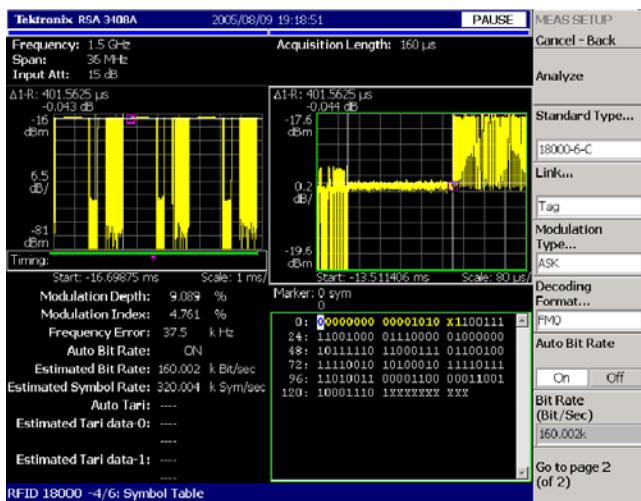 Tektronix RSA 3408A 2005/08/09 19:18:51 PAUSE
Frequency: 1.5 GHz
Span: 36 MHz
Input Att: 15 dB
Acquisition Length: 160 µs
Δ1-R: 401.5625 µs
-0.043 dB
-16
dBm
6.5
dB/
-81
dBm
Timing:
Start: -16.69875 ms Scale: 1 ms/
Δ1-R: 401.5625 µs
-0.044 dB
-17.6
dBm
0.2
dB/
-19.6
dBm
Start: -13.511406 ms Scale: 80 µs/
Modulation Depth: 9.089 %
Modulation Index: 4.761 %
Frequency Error: 37.5 kHz
Auto Bit Rate: ON
Estimated Bit Rate: 160.002 k Bit/sec
Estimated Symbol Rate: 320.004 k Sym/sec
Auto Tari: ----
Estimated Tari data-0: ----
----
Estimated Tari data-1: ----
----
Marker: 0 sym
0
0: 00000000 00001010 X1100111
24: 11001000 01110000 01000000
48: 10111110 11000111 01100100
72: 11110010 10100010 11110111
96: 11010011 00001100 00011001
120: 10001110 1XXXXXXX XXX
RFID 18000 -4/6: Symbol Table
MEAS SETUP
Cancel - Back
Analyze
Standard Type...
18000-6-C
Link...
Tag
Modulation
Type...
ASK
Decoding
Format...
FM0
Auto Bit Rate
On Off
Bit Rate
(Bit/Sec)
160.002k
Go to page 2
(of 2)